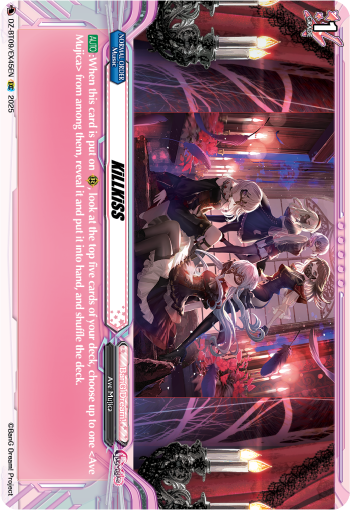 1
NORMAL ORDER
Music
KiLLKiSS
BanG Dream!
Ave Mujica
AUTO :When this card is put on , look at the top five cards of your deck, choose up to one <Ave
Mujica> from among them, reveal it and put it into hand, and shuffle the deck.
DZ-BT09/EX45EN 2025
©BanG Dream! Project